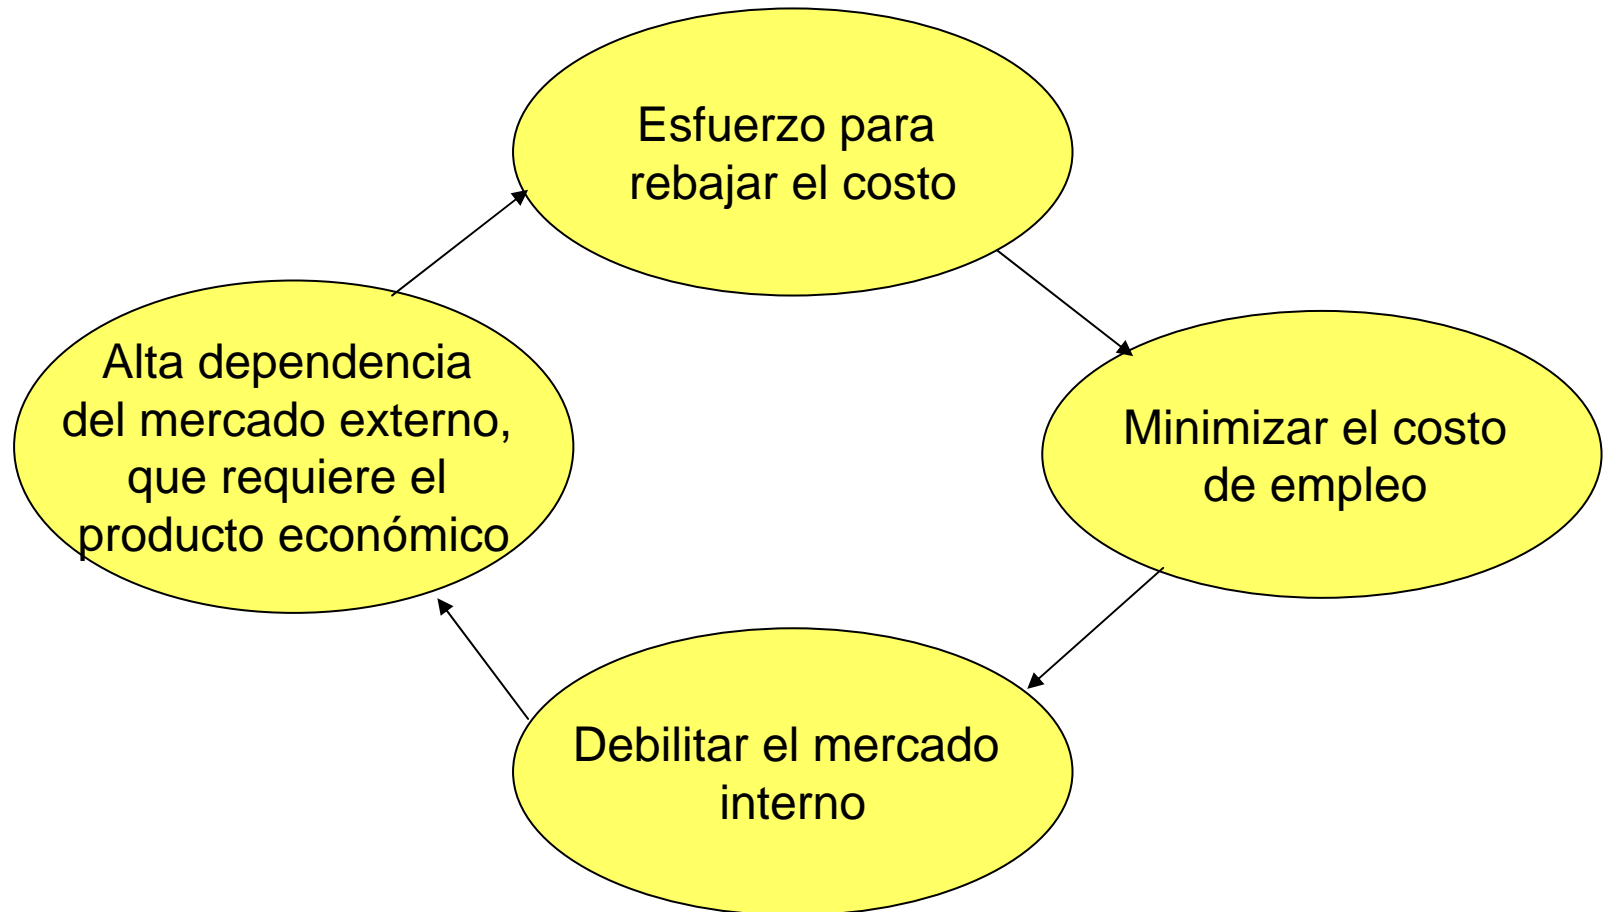 Esfuerzo para
rebajar el costo
Alta dependencia
del mercado externo,
que requiere el
producto económico
Minimizar el costo
de empleo
Debilitar el mercado
interno